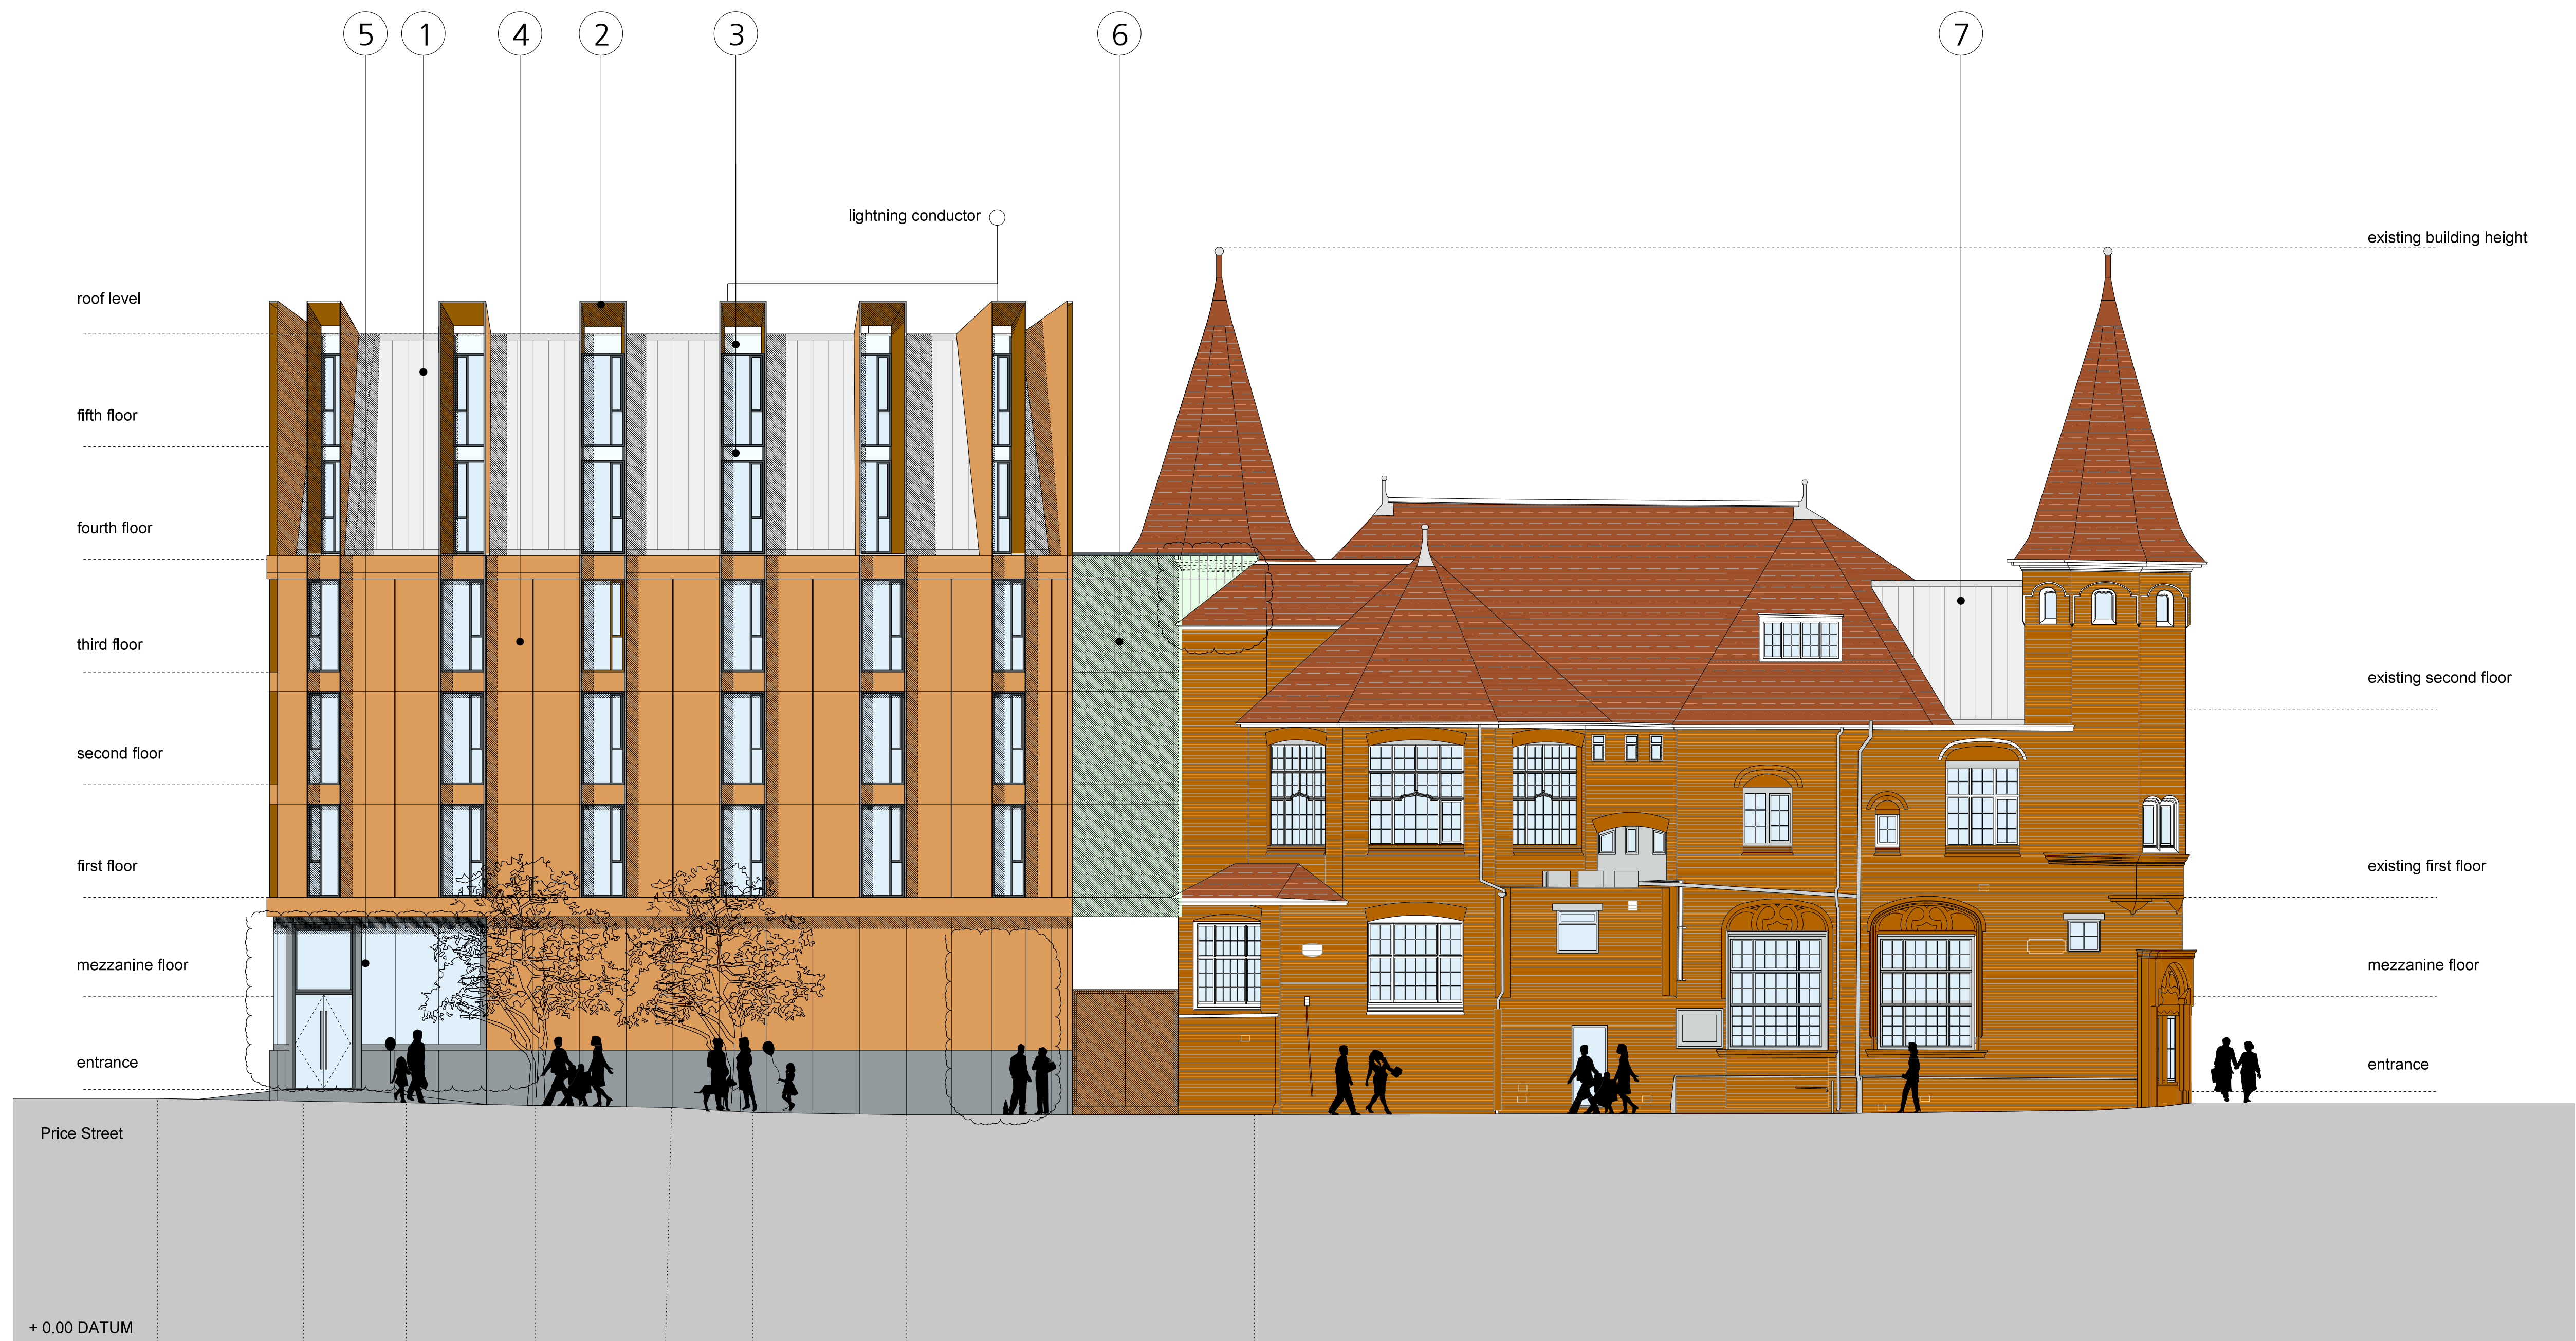 5 1 4 2 3 6 7
lightning conductor
existing building height
roof level
fifth floor
fourth floor
third floor
existing second floor
second floor
first floor
existing first floor
mezzanine floor
mezzanine floor
entrance
entrance
Price Street
+ 0.00 DATUM